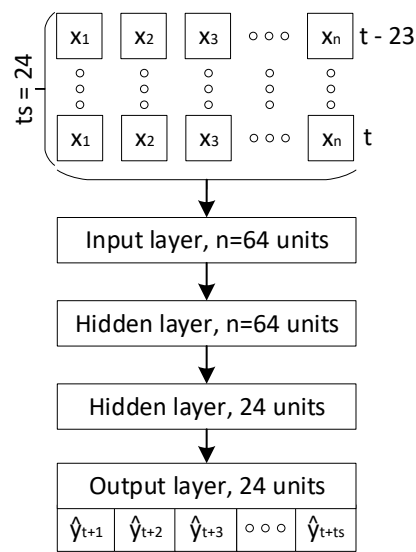 x1 x2 x3 ○○○ xn t - 23
ts = 24
x1 x2 x3 ○○○ xn t
Input layer, n=64 units
Hidden layer, n=64 units
Hidden layer, 24 units
Output layer, 24 units
ŷt+1 ŷt+2 ŷt+3 ○○○ ŷt+ts